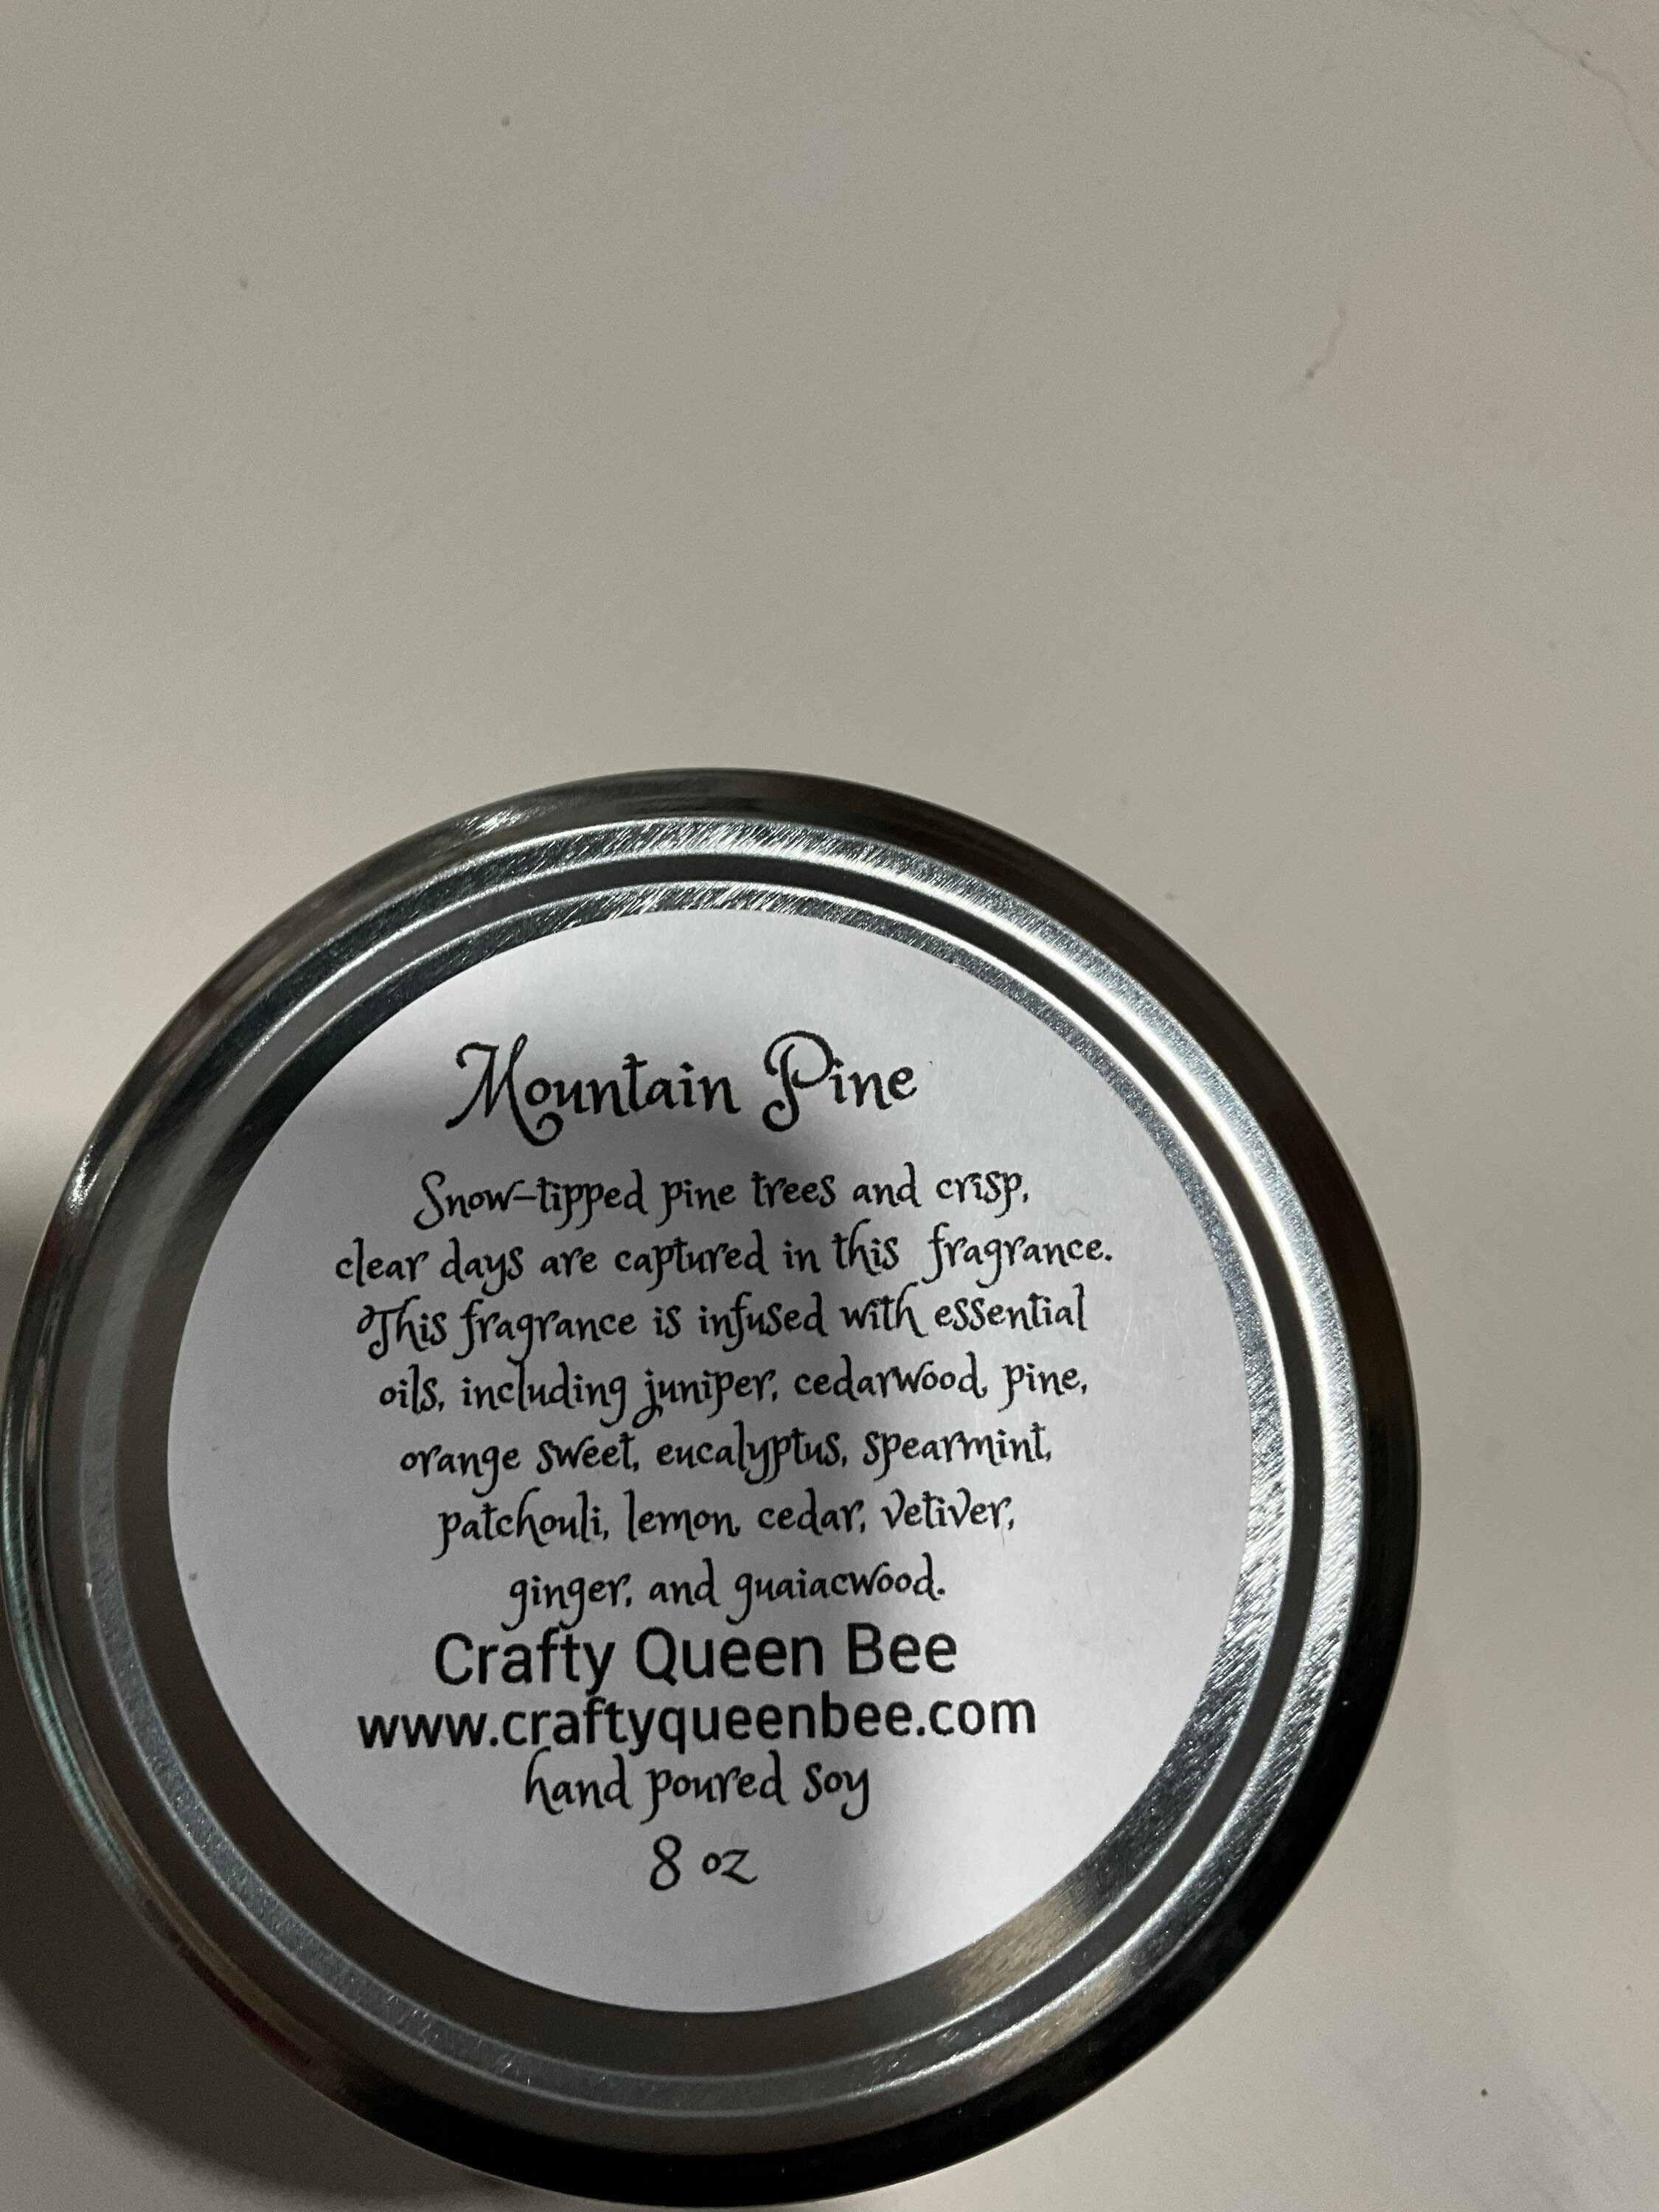 Mountain Pine
Snow-tipped pine trees and crisp,
clear days are captured in this fragrance.
This fragrance is infused with essential
oils, including juniper, cedarwood, pine,
orange sweet, eucalyptus, spearmint,
patchouli, lemon, cedar, vetiver,
ginger, and guaiacwood.
Crafty Queen Bee
www.craftyqueenbee.com
hand poured soy
8 oz